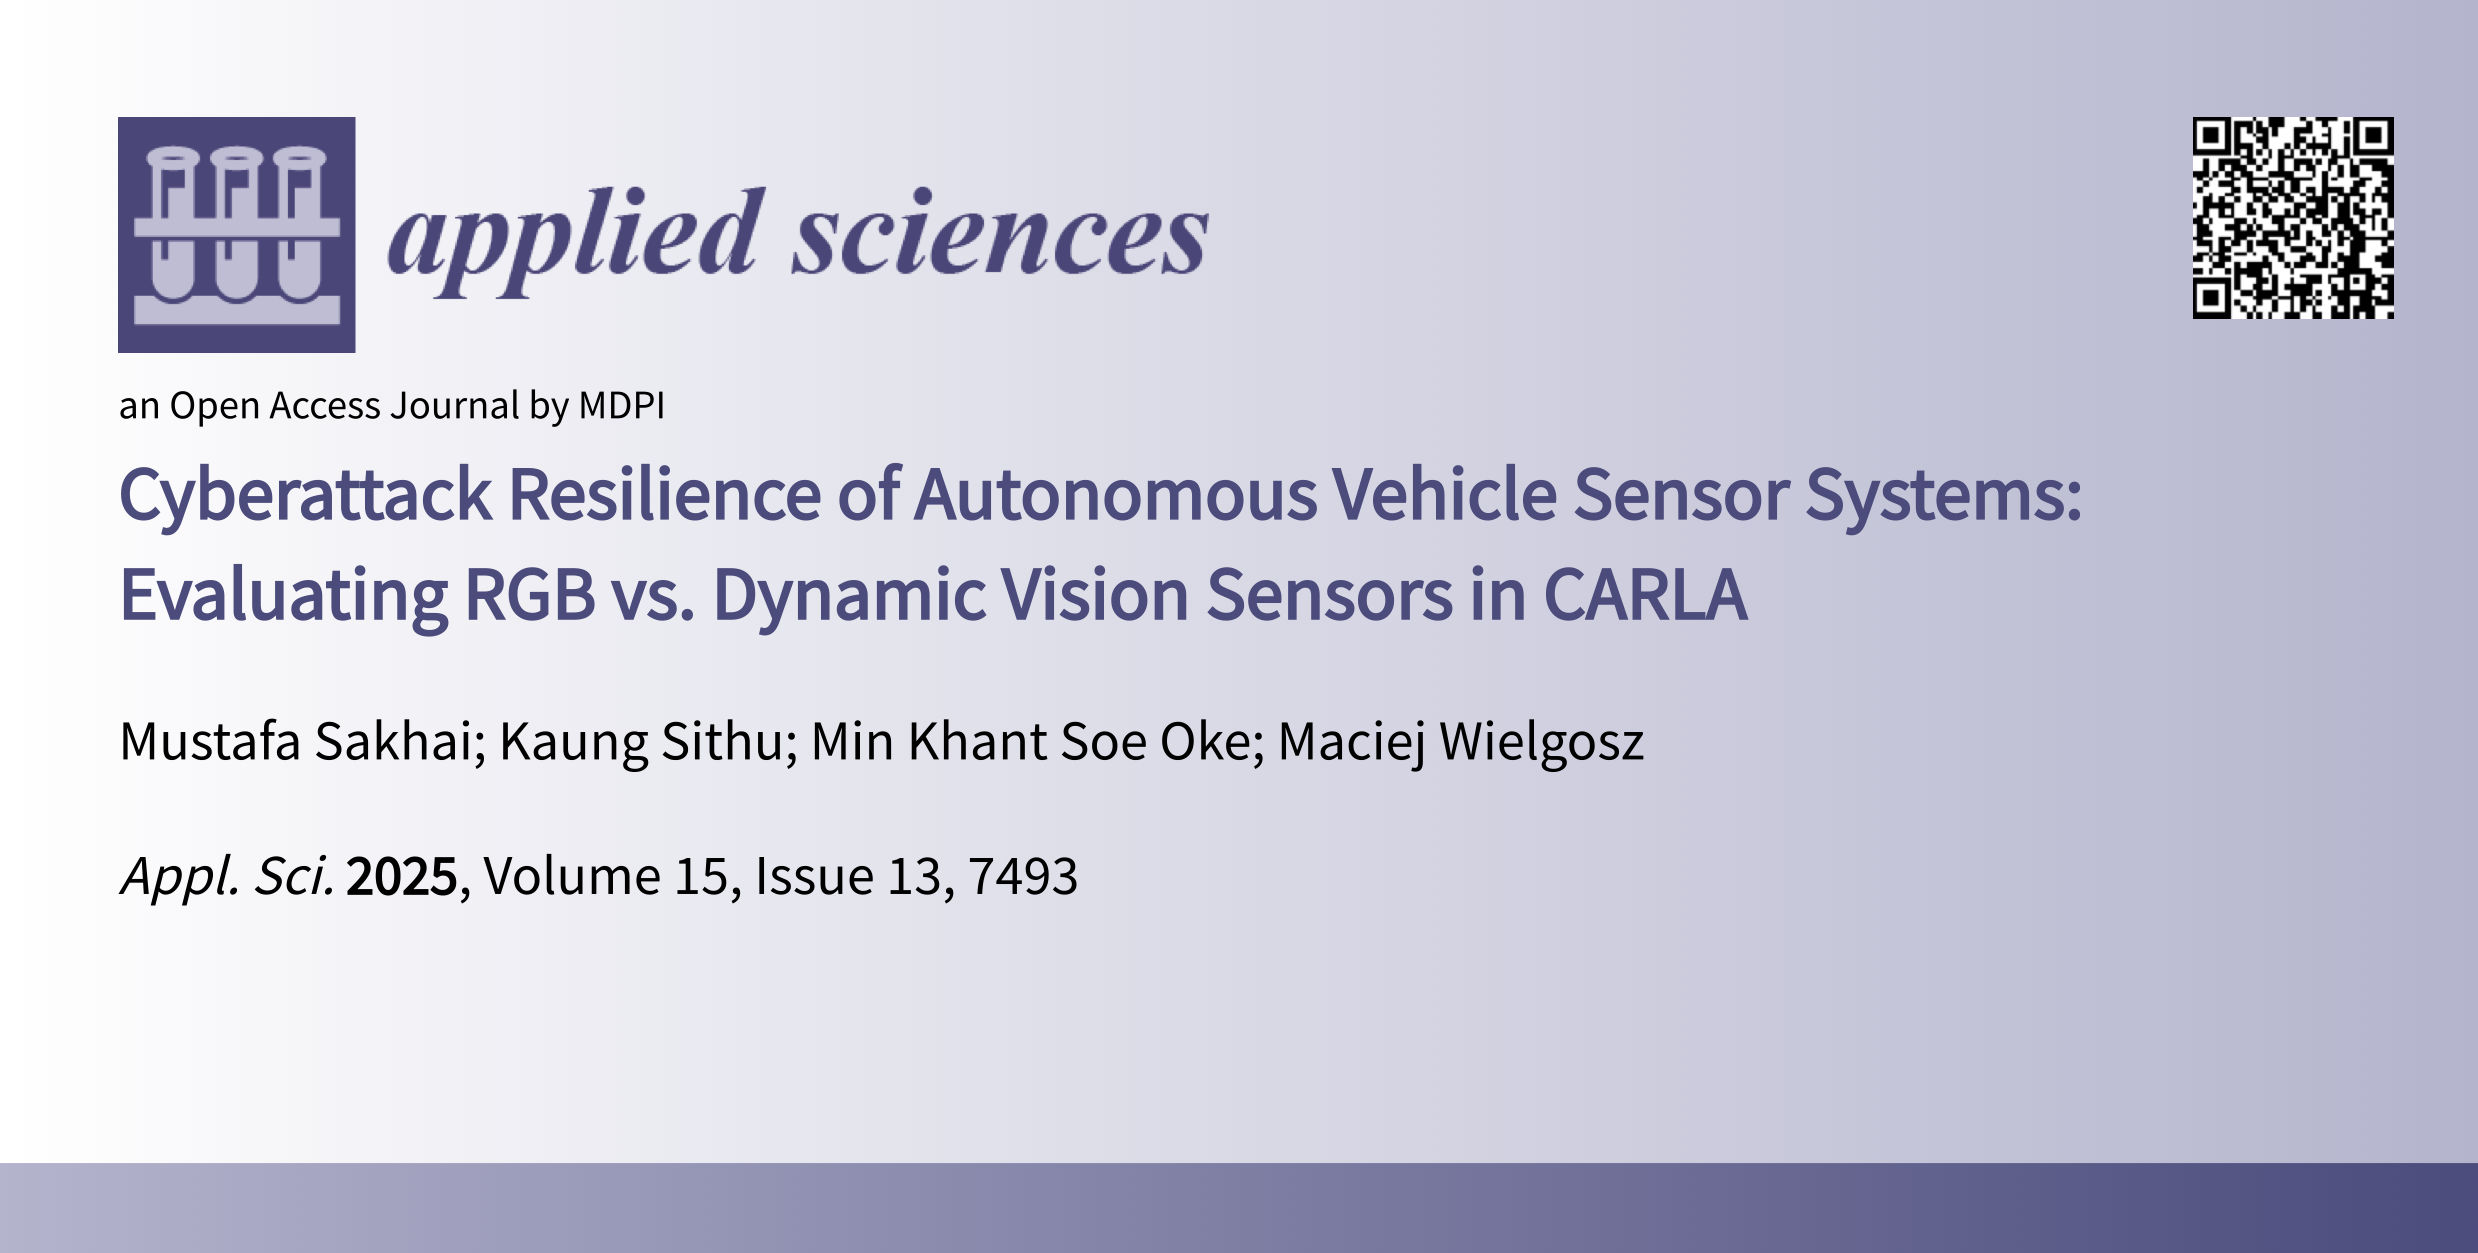 applied sciences
an Open Access Journal by MDPI
Cyberattack Resilience of Autonomous Vehicle Sensor Systems:
Evaluating RGB vs. Dynamic Vision Sensors in CARLA
Mustafa Sakhai; Kaung Sithu; Min Khant Soe Oke; Maciej Wielgosz
Appl. Sci. 2025, Volume 15, Issue 13, 7493